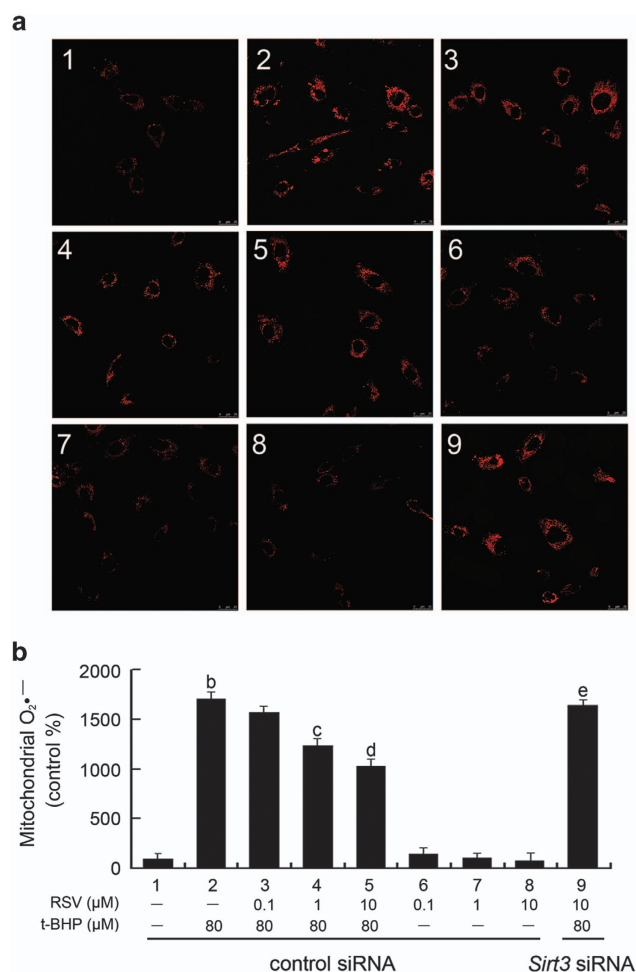 a
1 2 3
4 5 6
7 8 9
b
Mitochondrial O₂•—
(control %)
2000
1500
1000
500
0
b c d e
1 2 3 4 5 6 7 8 9
RSV (µM) — — 0.1 1 10 0.1 1 10 10
t-BHP (µM) — 80 80 80 80 — — — 80
control siRNA Sirt3 siRNA